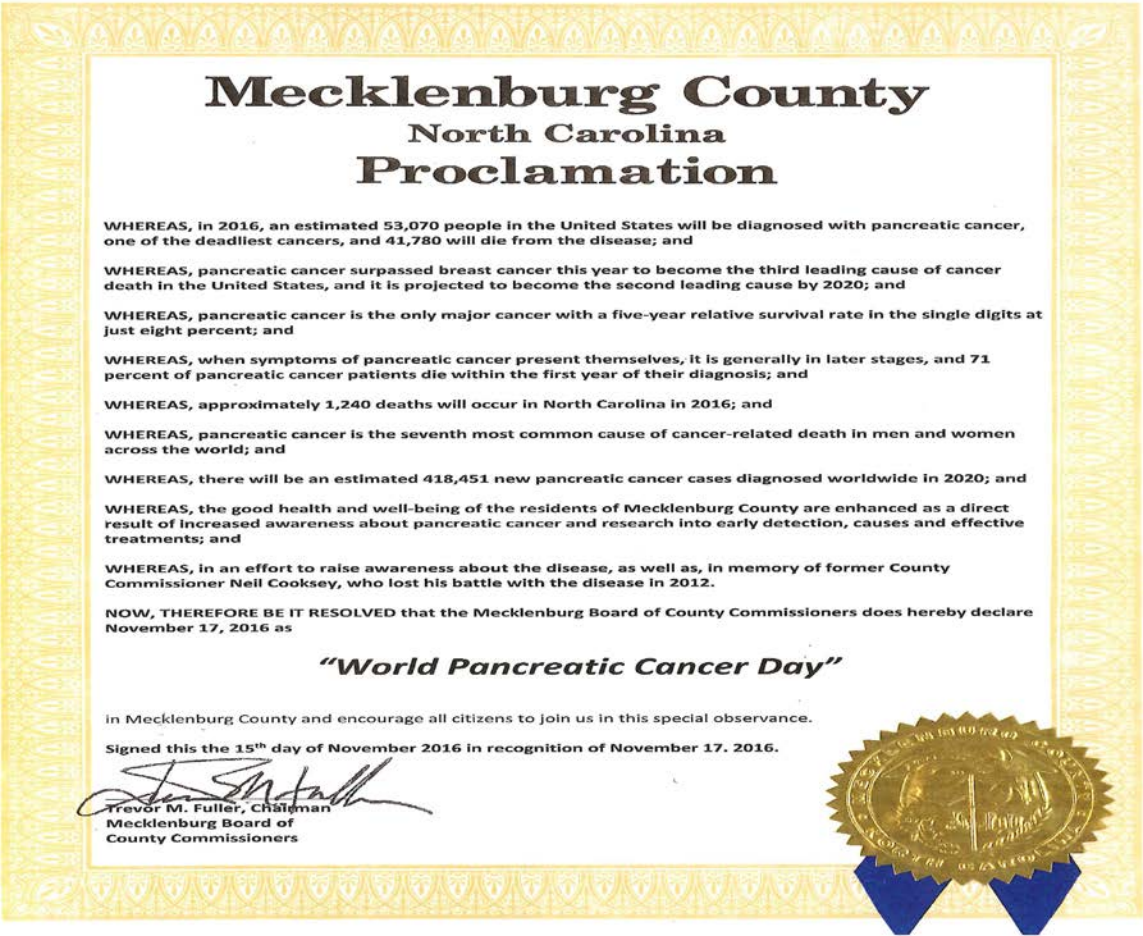 Mecklenburg County
North Carolina
Proclamation
WHEREAS, in 2016, an estimated 53,070 people in the United States will be diagnosed with pancreatic cancer,
one of the deadliest cancers, and 41,780 will die from the disease; and
WHEREAS, pancreatic cancer surpassed breast cancer this year to become the third leading cause of cancer
death in the United States, and it is projected to become the second leading cause by 2020; and
WHEREAS, pancreatic cancer is the only major cancer with a five-year relative survival rate in the single digits at
just eight percent; and
WHEREAS, when symptoms of pancreatic cancer present themselves, it is generally in later stages, and 71
percent of pancreatic cancer patients die within the first year of their diagnosis; and
WHEREAS, approximately 1,240 deaths will occur in North Carolina in 2016; and
WHEREAS, pancreatic cancer is the seventh most common cause of cancer-related death in men and women
across the world; and
WHEREAS, there will be an estimated 418,451 new pancreatic cancer cases diagnosed worldwide in 2020; and
WHEREAS, the good health and well-being of the residents of Mecklenburg County are enhanced as a direct
result of increased awareness about pancreatic cancer and research into early detection, causes and effective
treatments; and
WHEREAS, in an effort to raise awareness about the disease, as well as, in memory of former County
Commissioner Neil Cooksey, who lost his battle with the disease in 2012.
NOW, THEREFORE BE IT RESOLVED that the Mecklenburg Board of County Commissioners does hereby declare
November 17, 2016 as
“World Pancreatic Cancer Day”
in Mecklenburg County and encourage all citizens to join us in this special observance.
Signed this the 15th day of November 2016 in recognition of November 17. 2016.
Trevor M. Fuller, Chairman
Mecklenburg Board of
County Commissioners
MECKLENBURG COUNTY
NORTH CAROLINA